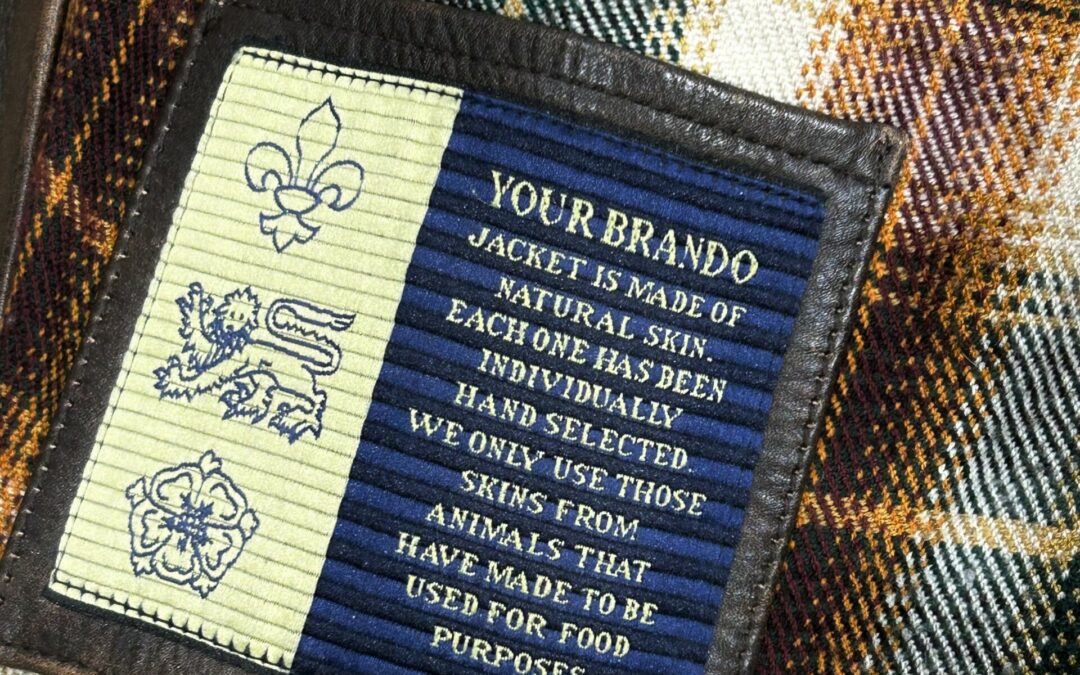 YOUR BRANDO
JACKET IS MADE OF
NATURAL SKIN.
EACH ONE HAS BEEN
INDIVIDUALLY
HAND SELECTED.
WE ONLY USE THOSE
SKINS FROM
ANIMALS THAT
HAVE MADE TO BE
USED FOR FOOD
PURPOSES.